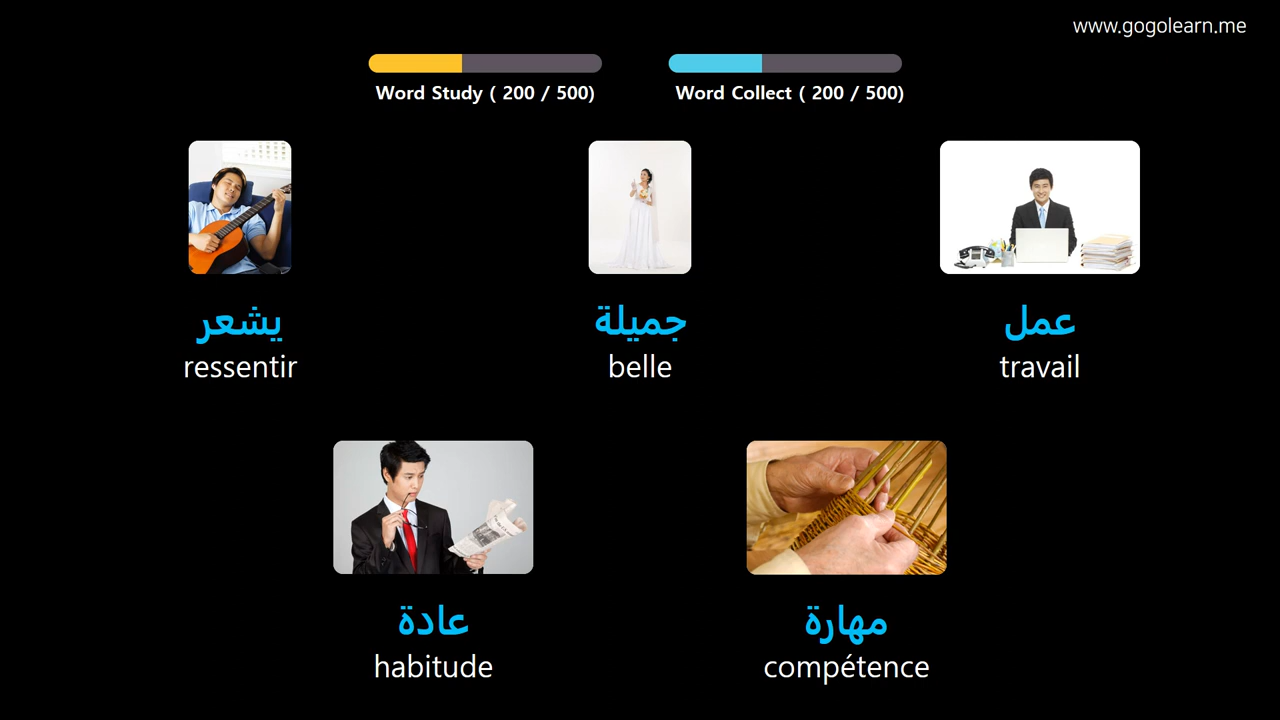 www.gogolearn.me
Word Study ( 200 / 500)
Word Collect ( 200 / 500)
يشعر
ressentir
جميلة
belle
عمل
travail
عادة
habitude
مهارة
compétence